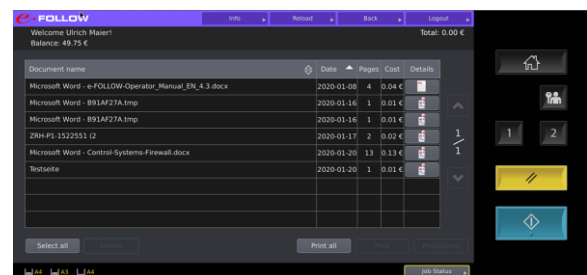 e-FOLLOW Info Reload Back Logout
Welcome Ulrich Maier! Total: 0.00 €
Balance: 49.75 €
Document name Date Pages Cost Details
Microsoft Word - e-FOLLOW-Operator_Manual_EN_4.3.docx 2020-01-08 4 0.04 €
Microsoft Word - B91AF27A.tmp 2020-01-16 1 0.01 €
Microsoft Word - B91AF27A.tmp 2020-01-16 1 0.01 €
ZRH-P1-1522551 (2 2020-01-17 2 0.02 €
Microsoft Word - Control-Systems-Firewall.docx 2020-01-20 13 0.13 €
Testseite 2020-01-20 1 0.01 €
1
1
1 2
Select all Delete Print all Print
A4 A3 A4 Job Status